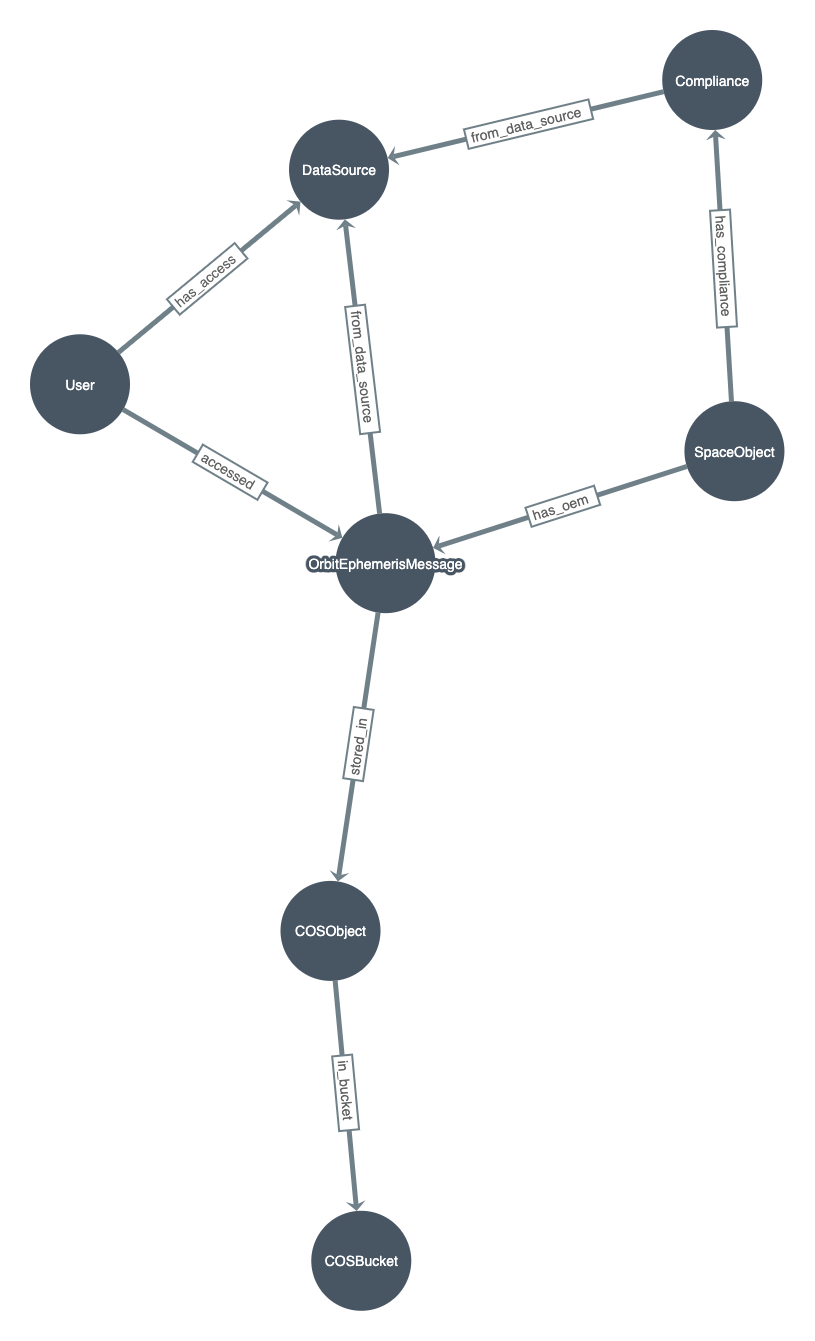 Compliance
from_data_source
DataSource
has_access
has_compliance
from_data_source
User
accessed
SpaceObject
has_oem
OrbitEphemerisMessage
stored_in
COSObject
in_bucket
COSBucket